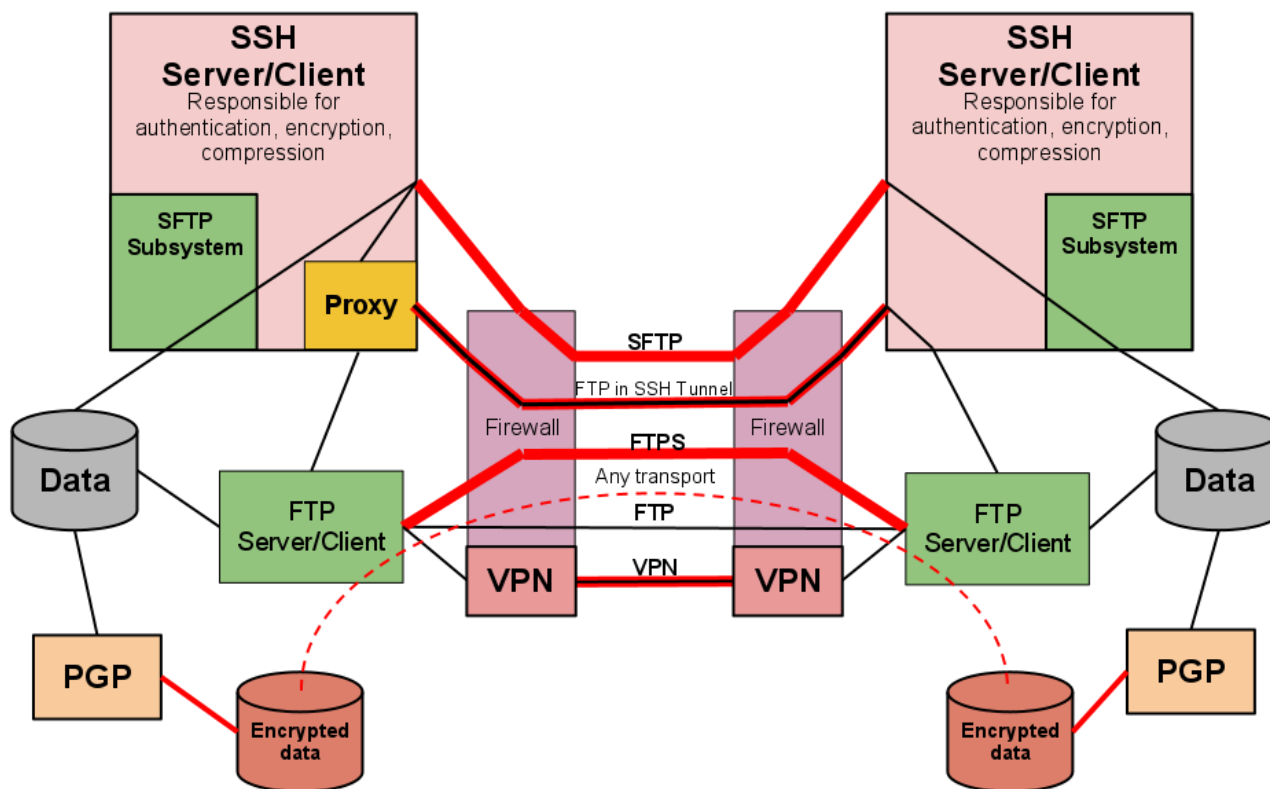 SSH
Server/Client
Responsible for
authentication, encryption,
compression
SFTP
Subsystem
Proxy
SSH
Server/Client
Responsible for
authentication, encryption,
compression
SFTP
Subsystem
SFTP
FTP in SSH Tunnel
Firewall
FTPS
Firewall
Any transport
FTP
VPN
VPN
VPN
Data
FTP
Server/Client
PGP
Encrypted
data
Data
FTP
Server/Client
PGP
Encrypted
data